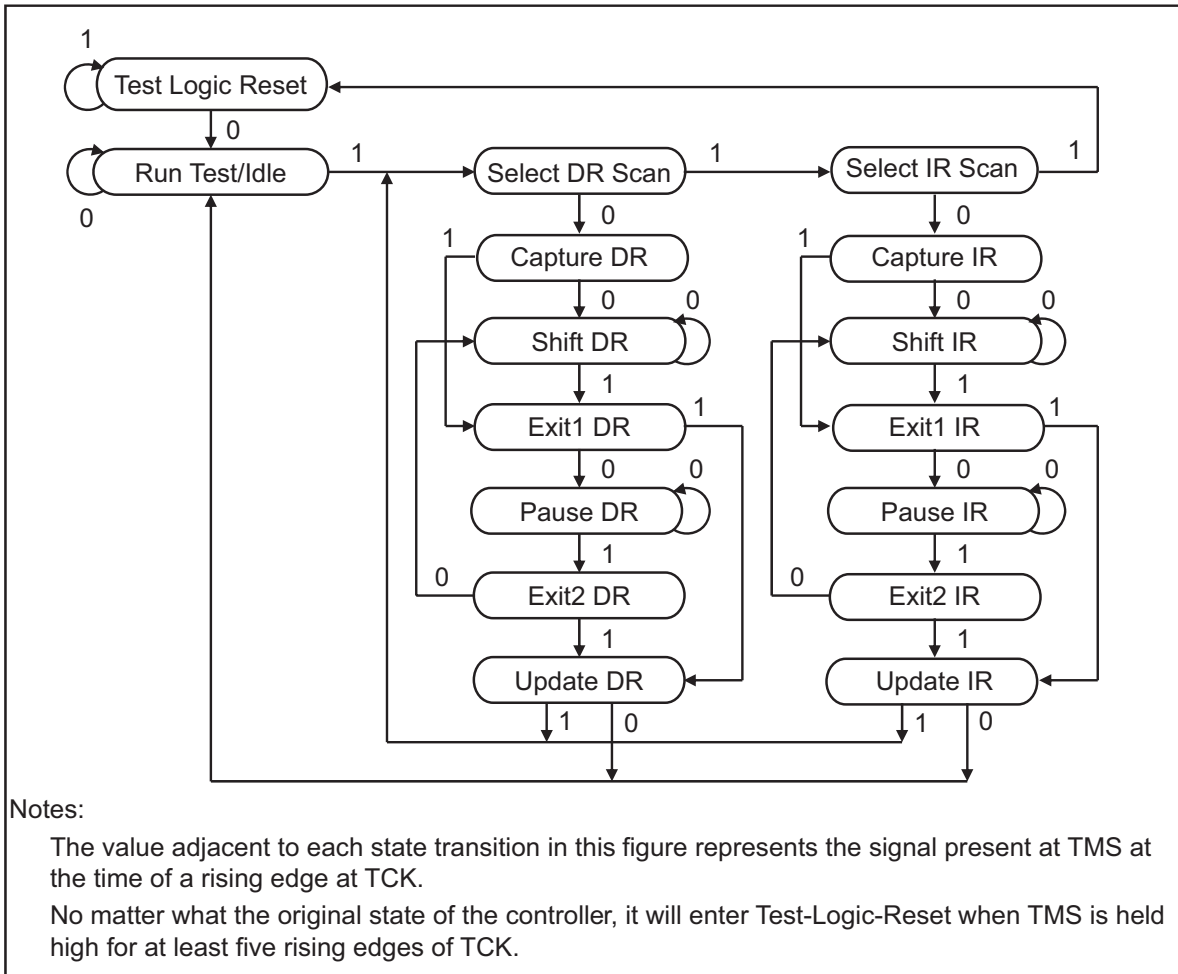 1
Test Logic Reset
0
Run Test/Idle
1
Select DR Scan
1
Select IR Scan
1
0
0
0
1
Capture DR
1
Capture IR
0
0
0
0
Shift DR
Shift IR
1
1
Exit1 DR
1
Exit1 IR
1
0
0
0
0
Pause DR
Pause IR
1
1
0
Exit2 DR
0
Exit2 IR
1
1
Update DR
Update IR
1
0
1
0
Notes:
The value adjacent to each state transition in this figure represents the signal present at TMS at
the time of a rising edge at TCK.
No matter what the original state of the controller, it will enter Test-Logic-Reset when TMS is held
high for at least five rising edges of TCK.